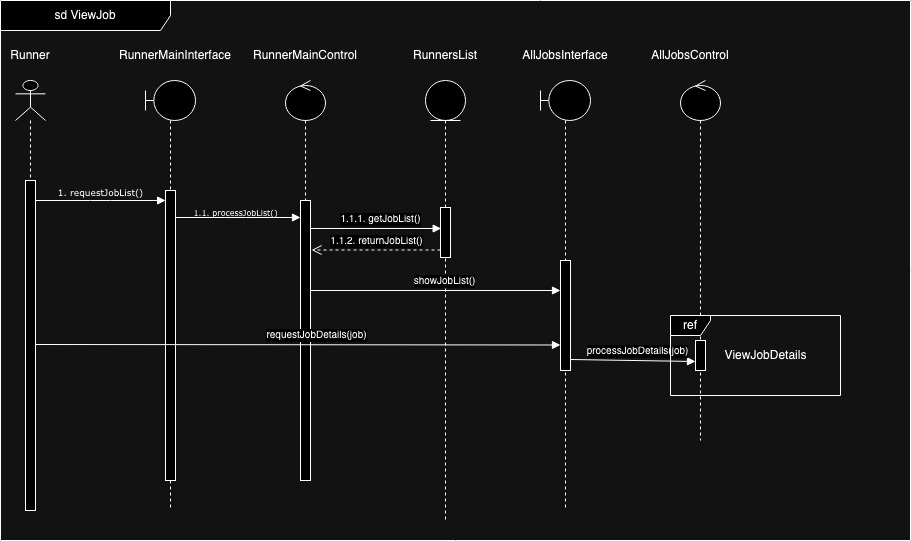 sd ViewJob
Runner
RunnerMainInterface
RunnerMainControl
RunnersList
AllJobsInterface
AllJobsControl
1. requestJobList()
1.1. processJobList()
1.1.1. getJobList()
1.1.2. returnJobList()
showJobList()
ref
requestJobDetails(job)
processJobDetails(job)
ViewJobDetails